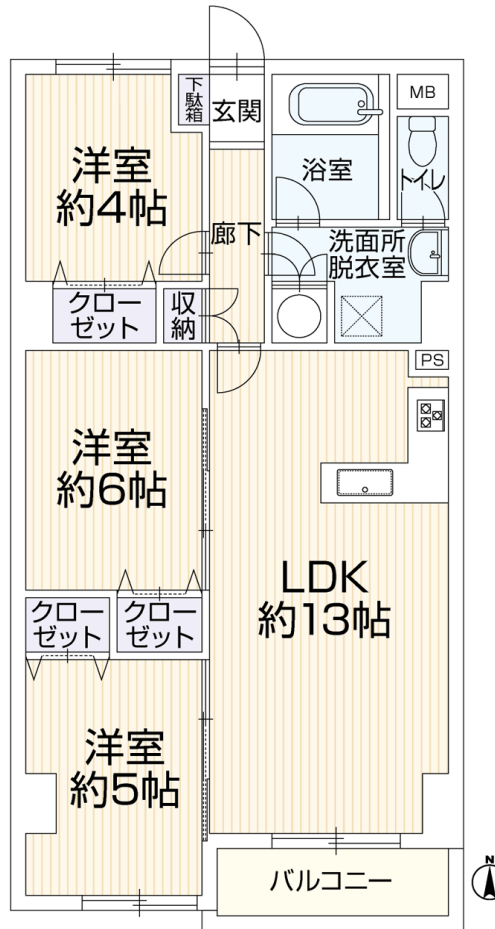 下駄箱
玄関
MB
洋室
約4帖
浴室
トイレ
廊下
洗面所
脱衣室
クロー
ゼット
収納
PS
洋室
約6帖
LDK
約13帖
クロー
ゼット
クロー
ゼット
洋室
約5帖
バルコニー
N